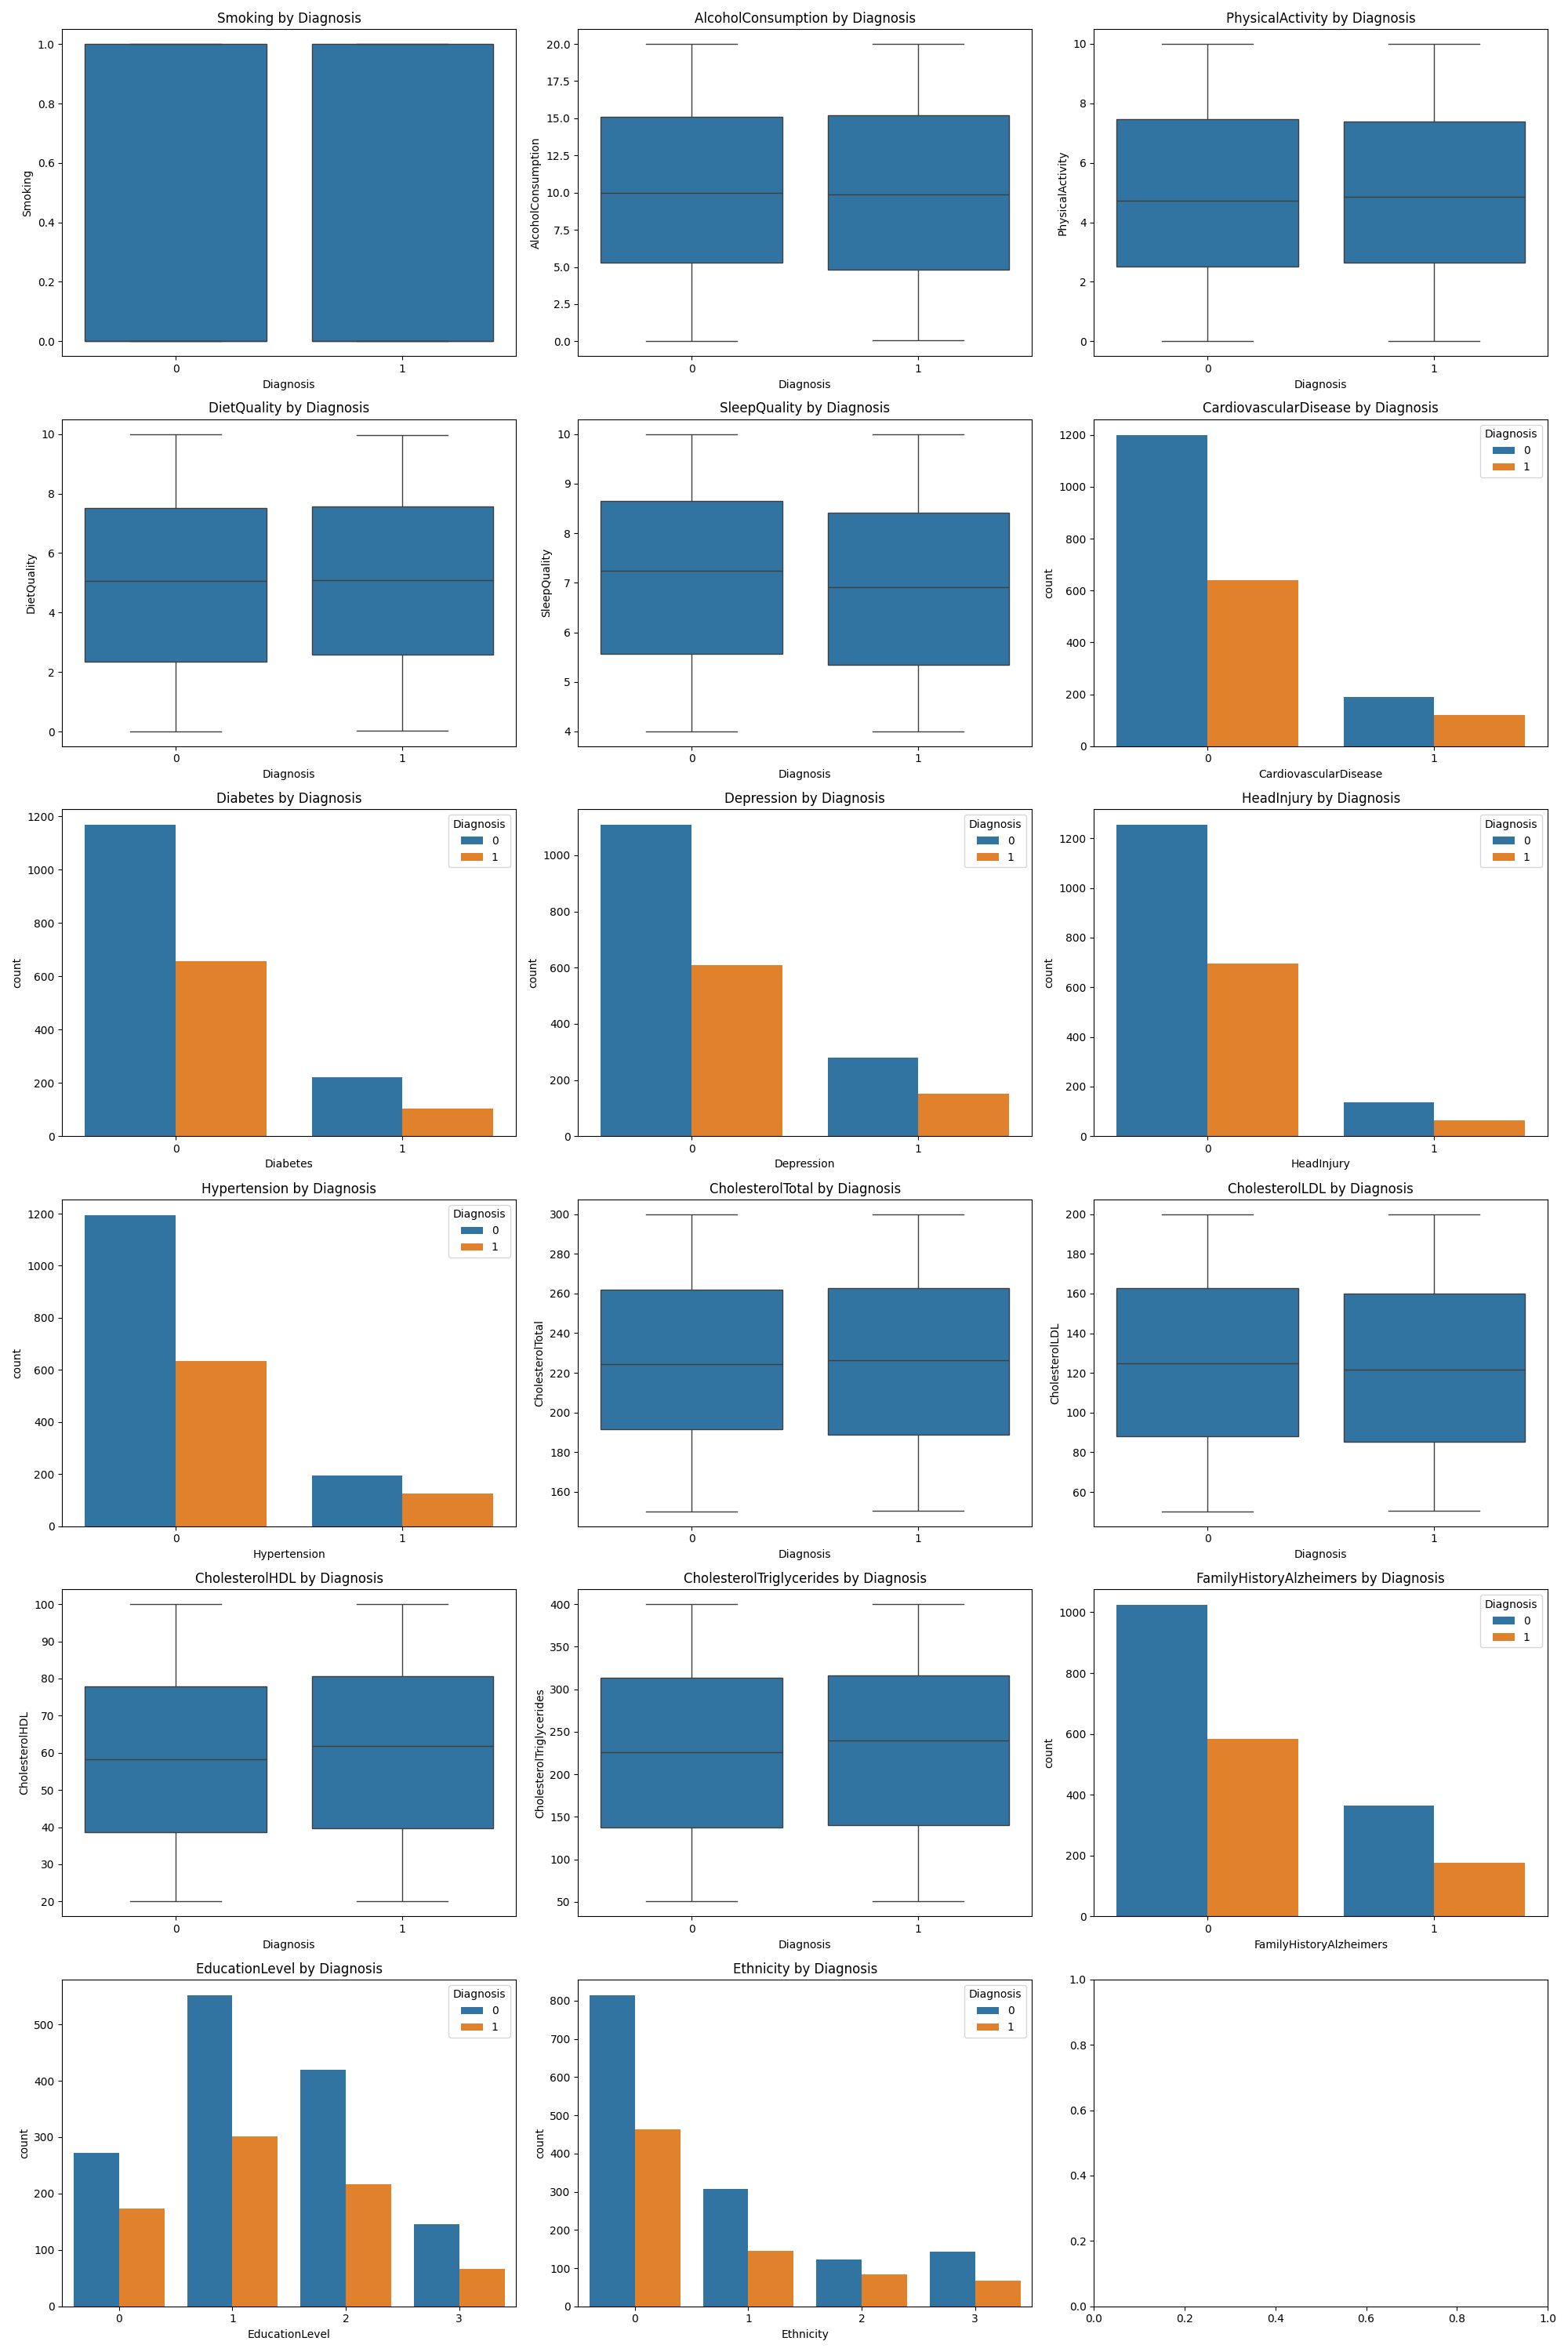 Smoking by Diagnosis
1.0
0.8
0.6
0.4
0.2
0.0
Smoking
0 1
Diagnosis
AlcoholConsumption by Diagnosis
20.0
17.5
15.0
12.5
10.0
7.5
5.0
2.5
0.0
AlcoholConsumption
0 1
Diagnosis
PhysicalActivity by Diagnosis
10
8
6
4
2
0
PhysicalActivity
0 1
Diagnosis
DietQuality by Diagnosis
10
8
6
4
2
0
DietQuality
0 1
Diagnosis
SleepQuality by Diagnosis
10
9
8
7
6
5
4
SleepQuality
0 1
Diagnosis
CardiovascularDisease by Diagnosis
1200
1000
800
600
400
200
0
count
Diagnosis
0
1
0 1
CardiovascularDisease
Diabetes by Diagnosis
1200
1000
800
600
400
200
0
count
Diagnosis
0
1
0 1
Diabetes
Depression by Diagnosis
1000
800
600
400
200
0
count
Diagnosis
0
1
0 1
Depression
HeadInjury by Diagnosis
1200
1000
800
600
400
200
0
count
Diagnosis
0
1
0 1
HeadInjury
Hypertension by Diagnosis
1200
1000
800
600
400
200
0
count
Diagnosis
0
1
0 1
Hypertension
CholesterolTotal by Diagnosis
300
280
260
240
220
200
180
160
CholesterolTotal
0 1
Diagnosis
CholesterolLDL by Diagnosis
200
180
160
140
120
100
80
60
CholesterolLDL
0 1
Diagnosis
CholesterolHDL by Diagnosis
100
90
80
70
60
50
40
30
20
CholesterolHDL
0 1
Diagnosis
CholesterolTriglycerides by Diagnosis
400
350
300
250
200
150
100
50
CholesterolTriglycerides
0 1
Diagnosis
FamilyHistoryAlzheimers by Diagnosis
1000
800
600
400
200
0
count
Diagnosis
0
1
0 1
FamilyHistoryAlzheimers
EducationLevel by Diagnosis
500
400
300
200
100
0
count
Diagnosis
0
1
0 1 2 3
EducationLevel
Ethnicity by Diagnosis
800
700
600
500
400
300
200
100
0
count
Diagnosis
0
1
0 1 2 3
Ethnicity
1.0
0.8
0.6
0.4
0.2
0.0
0.0 0.2 0.4 0.6 0.8 1.0